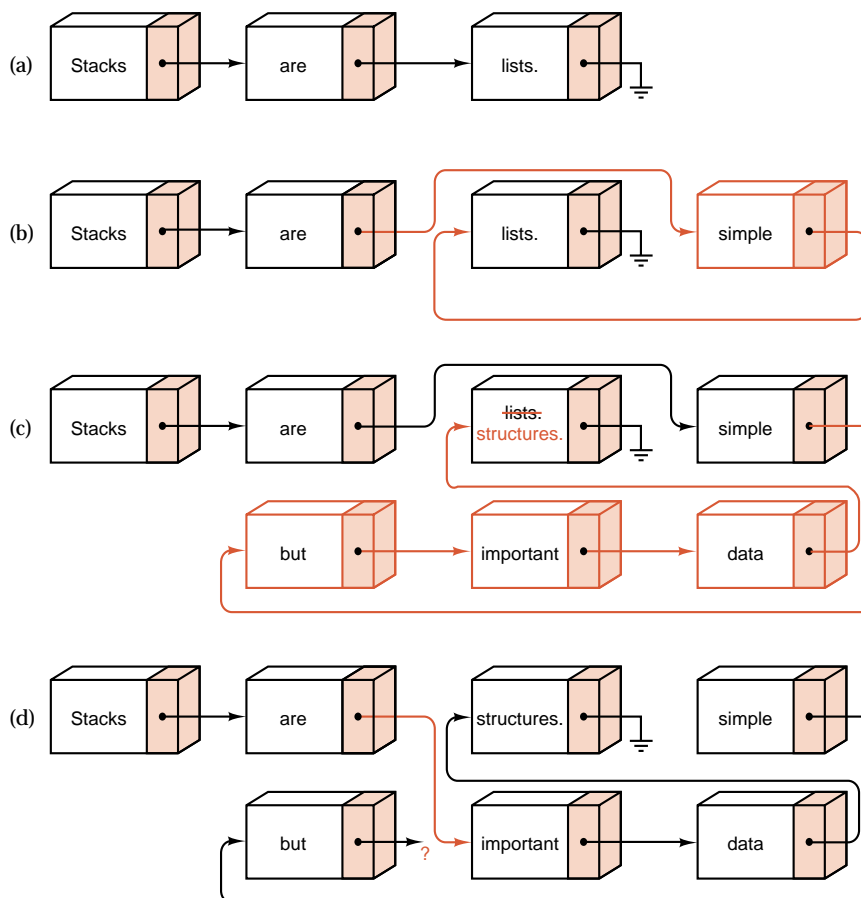 (a) Stacks are lists.
(b) Stacks are lists. simple
(c) Stacks are lists. simple
structures.
but important data
(d) Stacks are structures. simple
but ? important data